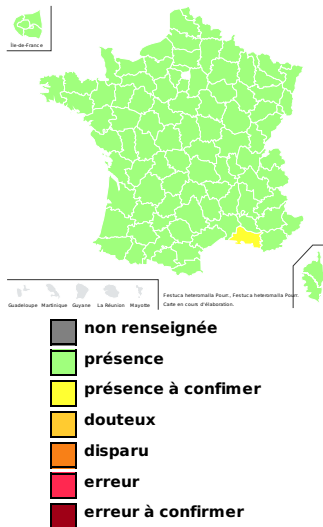 Île-de-France
Guadeloupe Martinique Guyane La Réunion Mayotte
Festuca heteromalla Pourr., Festuca heteromalla Pourr.
Carte en cours d'élaboration.
non renseignée
présence
présence à confimer
douteux
disparu
erreur
erreur à confirmer